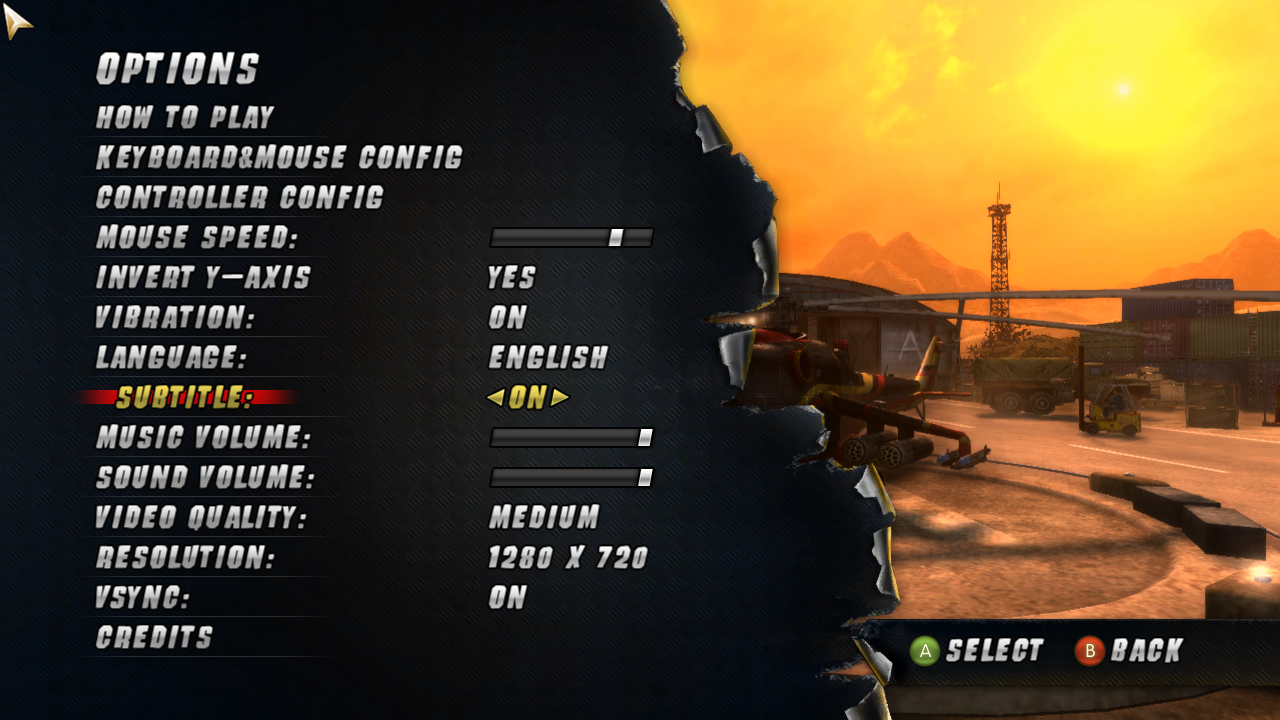 OPTIONS
HOW TO PLAY
KEYBOARD&MOUSE CONFIG
CONTROLLER CONFIG
MOUSE SPEED:
INVERT Y-AXIS YES
VIBRATION: ON
LANGUAGE: ENGLISH
SUBTITLE: ON
MUSIC VOLUME:
SOUND VOLUME:
VIDEO QUALITY: MEDIUM
RESOLUTION: 1280 X 720
VSYNC: ON
CREDITS
A
A SELECT B BACK